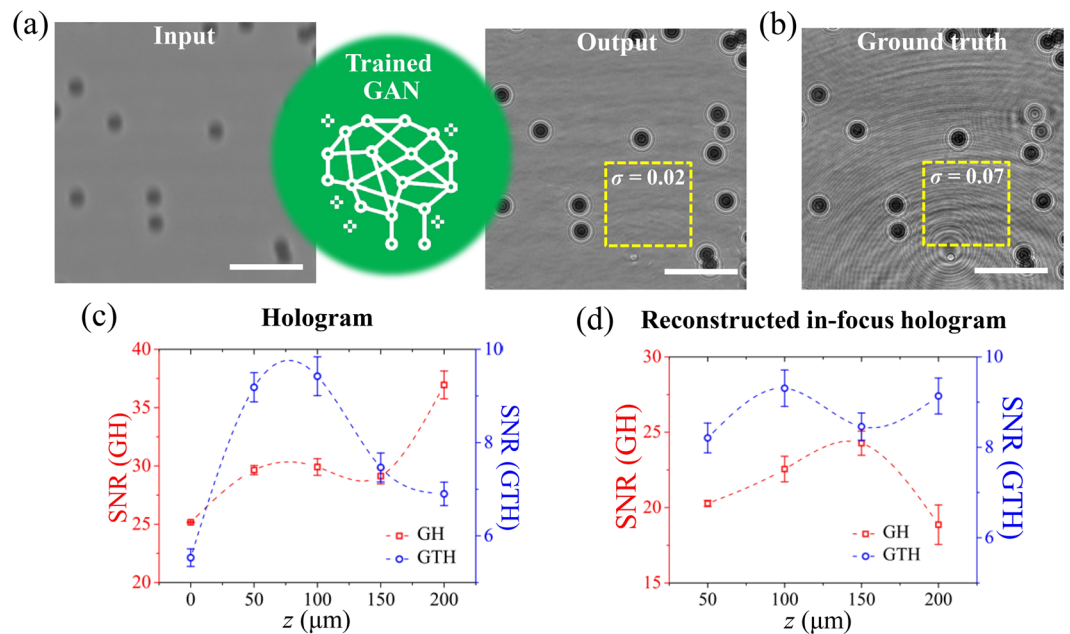 (a)
Input
Trained
GAN
Output
σ = 0.02
(b)
Ground truth
σ = 0.07
(c)
Hologram
40
35
30
25
20
SNR (GH)
10
8
6
SNR (GTH)
GH
GTH
0
50
100
150
200
z (μm)
(d)
Reconstructed in-focus hologram
30
25
20
15
SNR (GH)
10
8
6
SNR (GTH)
GH
GTH
50
100
150
200
z (μm)